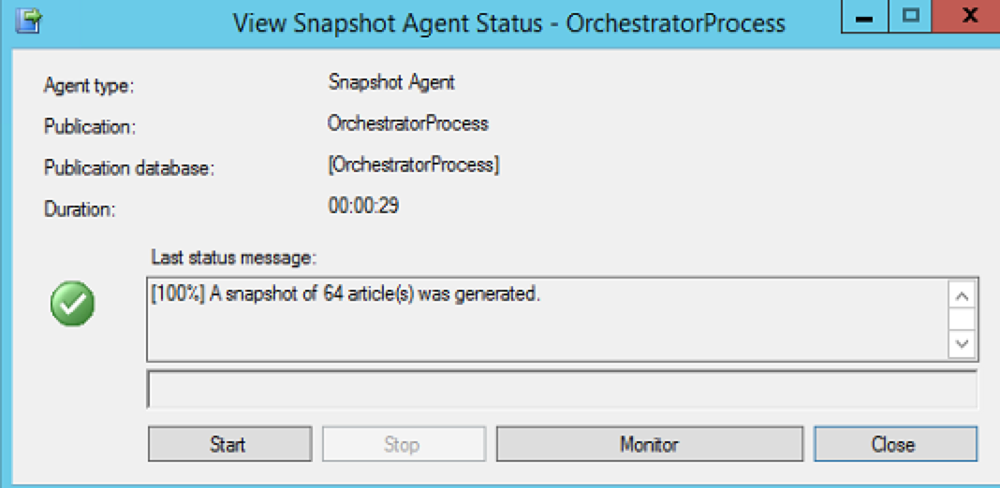 View Snapshot Agent Status - OrchestratorProcess
Agent type: Snapshot Agent
Publication: OrchestratorProcess
Publication database: [OrchestratorProcess]
Duration: 00:00:29
Last status message:
[100%] A snapshot of 64 article(s) was generated.
Start Stop Monitor Close